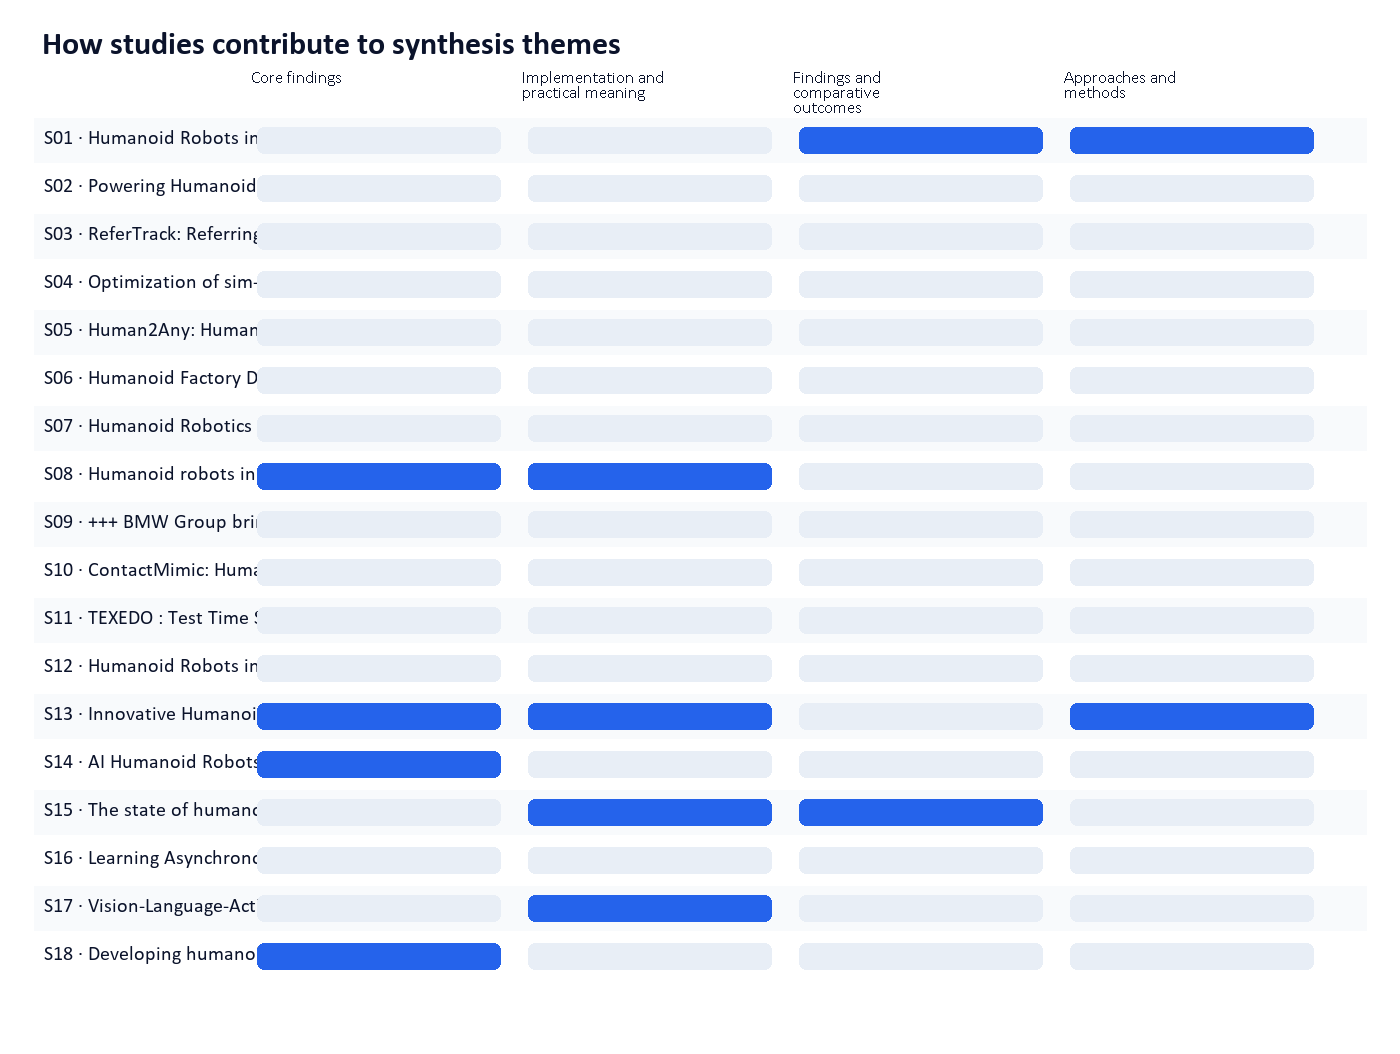 How studies contribute to synthesis themes
Core findings
Implementation and
practical meaning
Findings and
comparative
outcomes
Approaches and
methods
S01 · Humanoid Robots in
S02 · Powering Humanoid
S03 · ReferTrack: Referring
S04 · Optimization of sim-
S05 · Human2Any: Human
S06 · Humanoid Factory D
S07 · Humanoid Robotics
S08 · Humanoid robots in
S09 · +++ BMW Group brin
S10 · ContactMimic: Huma
S11 · TEXEDO : Test Time S
S12 · Humanoid Robots in
S13 · Innovative Humanoi
S14 · AI Humanoid Robots
S15 · The state of humano
S16 · Learning Asynchrono
S17 · Vision-Language-Act
S18 · Developing humano